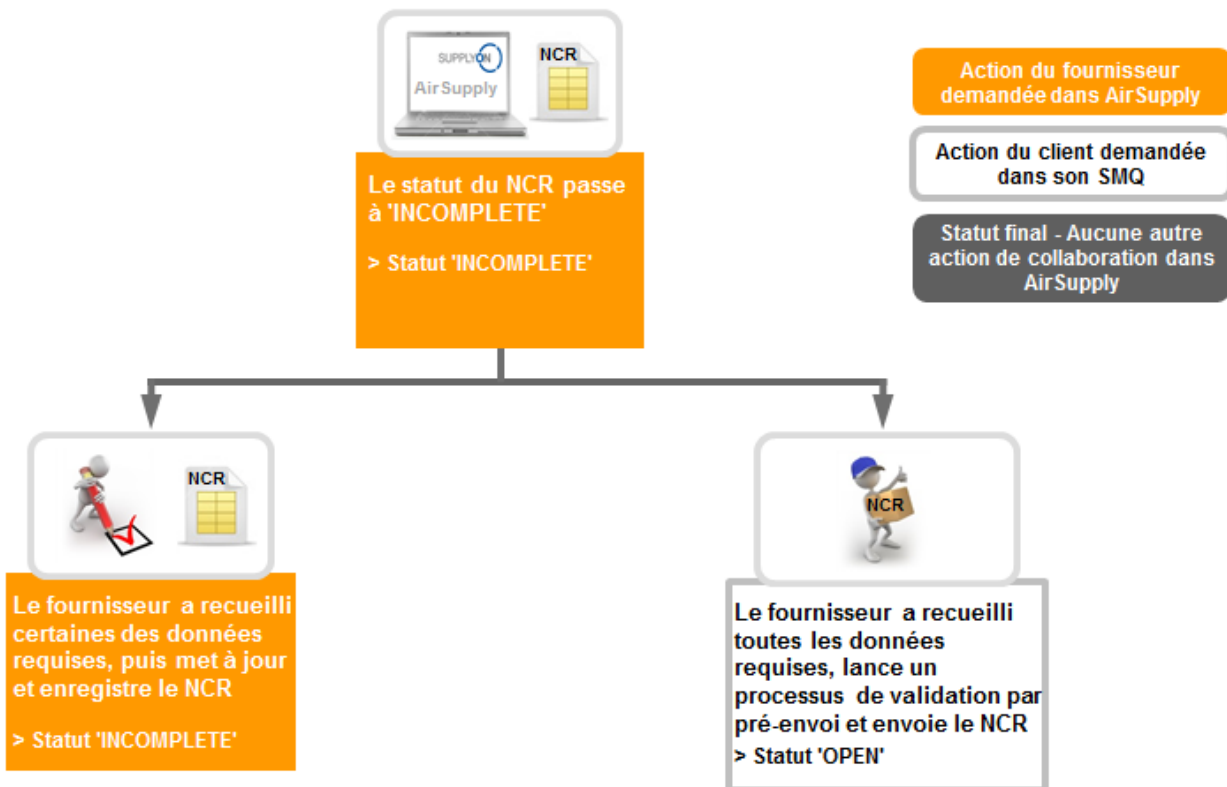 SUPPLYON
AirSupply
NCR
Le statut du NCR passe
à 'INCOMPLETE'
> Statut 'INCOMPLETE'
Action du fournisseur
demandée dans AirSupply
Action du client demandée
dans son SMQ
Statut final - Aucune autre
action de collaboration dans
AirSupply
NCR
Le fournisseur a recueilli
certaines des données
requises, puis met à jour
et enregistre le NCR
> Statut 'INCOMPLETE'
NCR
Le fournisseur a recueilli
toutes les données
requises, lance un
processus de validation par
pré-envoi et envoie le NCR
> Statut 'OPEN'